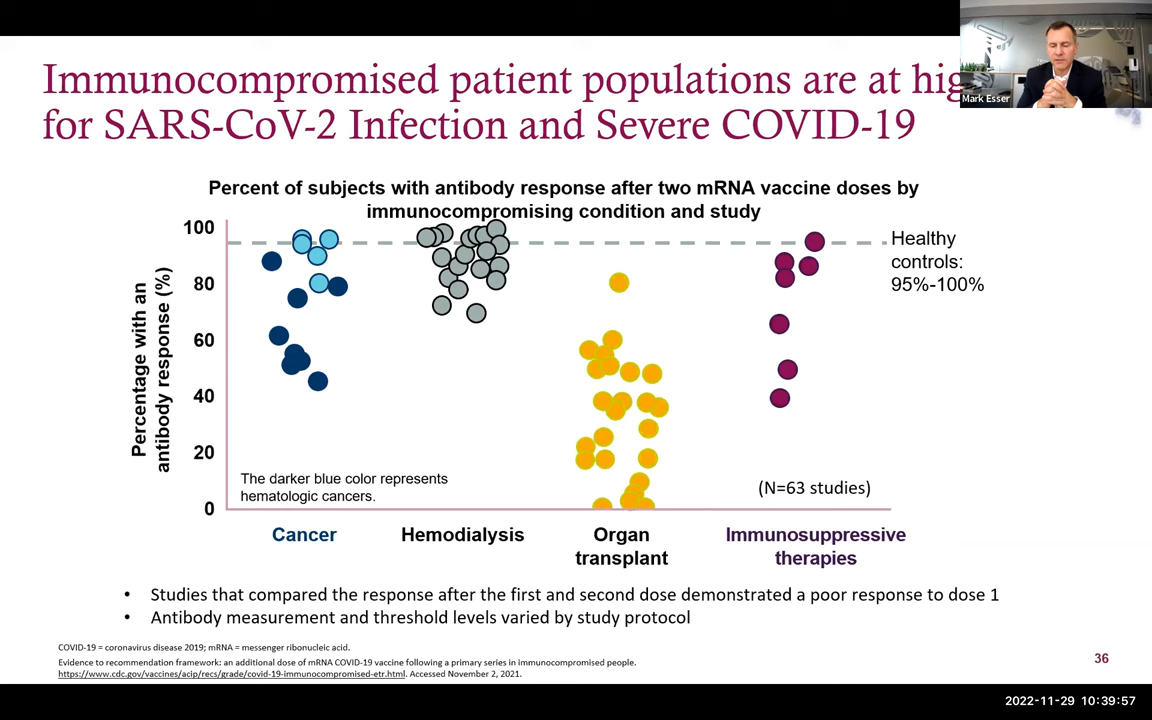 Immunocompromised patient populations are at hig
for SARS-CoV-2 Infection and Severe COVID-19
Mark Esser
Percent of subjects with antibody response after two mRNA vaccine doses by
immunocompromising condition and study
Percentage with an
antibody response (%)
100
80
60
40
20
0
Healthy
controls:
95%-100%
The darker blue color represents
hematologic cancers.
(N=63 studies)
Cancer
Hemodialysis
Organ
transplant
Immunosuppressive
therapies
• Studies that compared the response after the first and second dose demonstrated a poor response to dose 1
• Antibody measurement and threshold levels varied by study protocol
COVID-19 = coronavirus disease 2019; mRNA = messenger ribonucleic acid.
Evidence to recommendation framework: an additional dose of mRNA COVID-19 vaccine following a primary series in immunocompromised people.
https://www.cdc.gov/vaccines/acip/recs/grade/covid-19-immunocompromised-etr.html. Accessed November 2, 2021.
36
2022-11-29 10:39:57